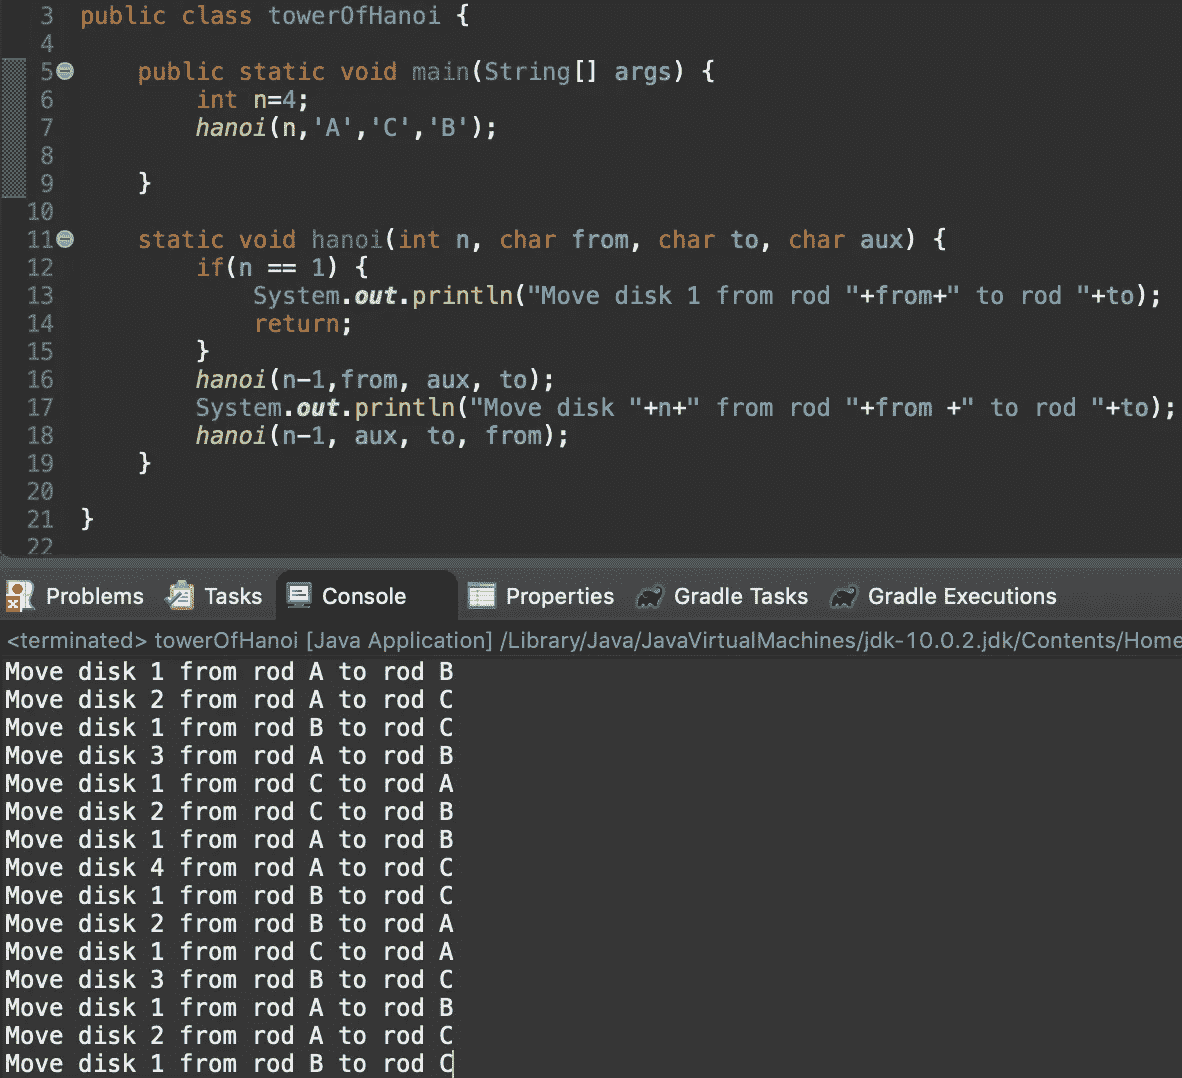 3 public class towerOfHanoi {
4
5 public static void main(String[] args) {
6 int n=4;
7 hanoi(n,'A','C','B');
8
9 }
10
11 static void hanoi(int n, char from, char to, char aux) {
12 if(n == 1) {
13 System.out.println("Move disk 1 from rod "+from+" to rod "+to);
14 return;
15 }
16 hanoi(n-1,from, aux, to);
17 System.out.println("Move disk "+n+" from rod "+from +" to rod "+to);
18 hanoi(n-1, aux, to, from);
19 }
20
21 }
22
Problems Tasks Console Properties Gradle Tasks Gradle Executions
<terminated> towerOfHanoi [Java Application] /Library/Java/JavaVirtualMachines/jdk-10.0.2.jdk/Contents/Home
Move disk 1 from rod A to rod B
Move disk 2 from rod A to rod C
Move disk 1 from rod B to rod C
Move disk 3 from rod A to rod B
Move disk 1 from rod C to rod A
Move disk 2 from rod C to rod B
Move disk 1 from rod A to rod B
Move disk 4 from rod A to rod C
Move disk 1 from rod B to rod C
Move disk 2 from rod B to rod A
Move disk 1 from rod C to rod A
Move disk 3 from rod B to rod C
Move disk 1 from rod A to rod B
Move disk 2 from rod A to rod C
Move disk 1 from rod B to rod C